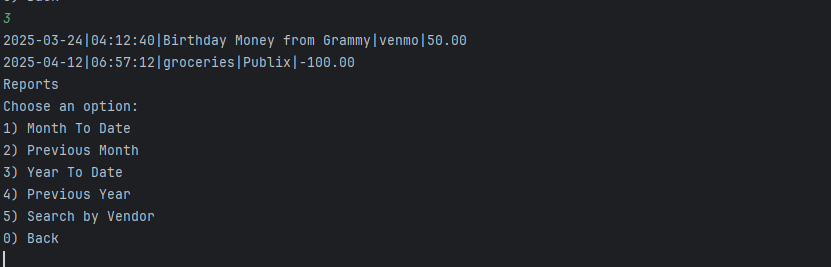 3
2025-03-24|04:12:40|Birthday Money from Grammy|venmo|50.00
2025-04-12|06:57:12|groceries|Publix|-100.00
Reports
Choose an option:
1) Month To Date
2) Previous Month
3) Year To Date
4) Previous Year
5) Search by Vendor
0) Back